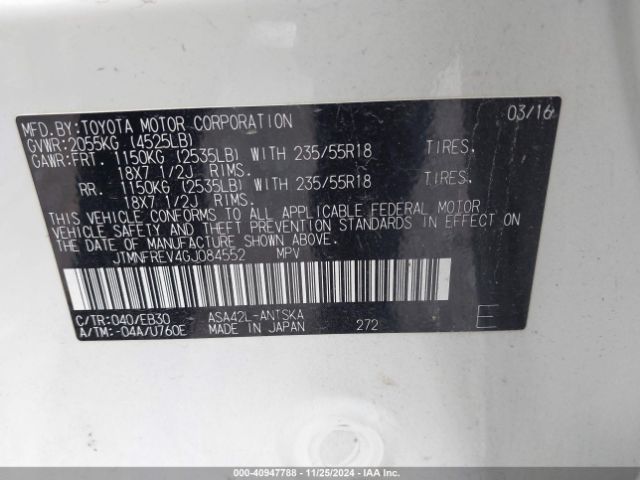 MFD.BY:TOYOTA MOTOR CORPORATION 03/16
GVWR:2055KG (4525LB)
GAWR:FRT. 1150KG (2535LB) WITH 235/55R18 TIRES.
18X7 1/2J RIMS.
RR. 1150KG (2535LB) WITH 235/55R18 TIRES.
18X7 1/2J RIMS.
THIS VEHICLE CONFORMS TO ALL APPLICABLE FEDERAL MOTOR
VEHICLE SAFETY AND THEFT PREVENTION STANDARDS IN EFFECT ON
THE DATE OF MANUFACTURE SHOWN ABOVE.
JTMNFREV4GJ084552 MPV
C/TR:040/EB30 ASA42L-ANTSKA
A/TM:-04A/U760E MADE IN JAPAN 272 E
000-40947788 - 11/25/2024 - IAA Inc.